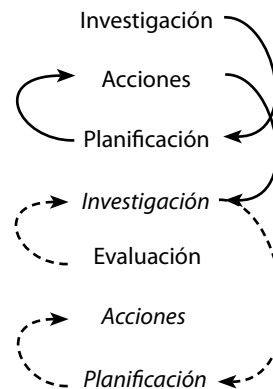 Investigación
Acciones
Planificación
Investigación
Evaluación
Acciones
Planificación